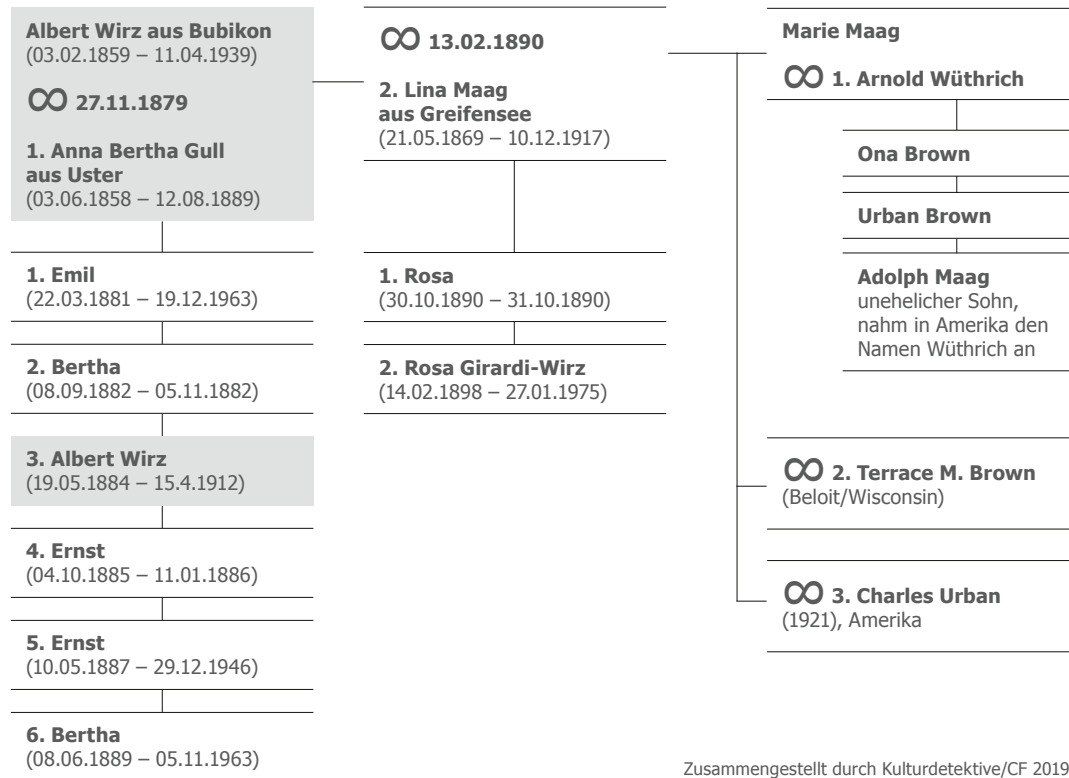 Albert Wirz aus Bubikon
(03.02.1859 – 11.04.1939)
∞ 27.11.1879
1. Anna Bertha Gull
aus Uster
(03.06.1858 – 12.08.1889)
1. Emil
(22.03.1881 – 19.12.1963)
2. Bertha
(08.09.1882 – 05.11.1882)
3. Albert Wirz
(19.05.1884 – 15.4.1912)
4. Ernst
(04.10.1885 – 11.01.1886)
5. Ernst
(10.05.1887 – 29.12.1946)
6. Bertha
(08.06.1889 – 05.11.1963)
∞ 13.02.1890
2. Lina Maag
aus Greifensee
(21.05.1869 – 10.12.1917)
1. Rosa
(30.10.1890 – 31.10.1890)
2. Rosa Girardi-Wirz
(14.02.1898 – 27.01.1975)
Marie Maag
∞ 1. Arnold Wüthrich
Ona Brown
Urban Brown
Adolph Maag
unehelicher Sohn,
nahm in Amerika den
Namen Wüthrich an
∞ 2. Terrace M. Brown
(Beloit/Wisconsin)
∞ 3. Charles Urban
(1921), Amerika
Zusammengestellt durch Kulturdetektive/CF 2019